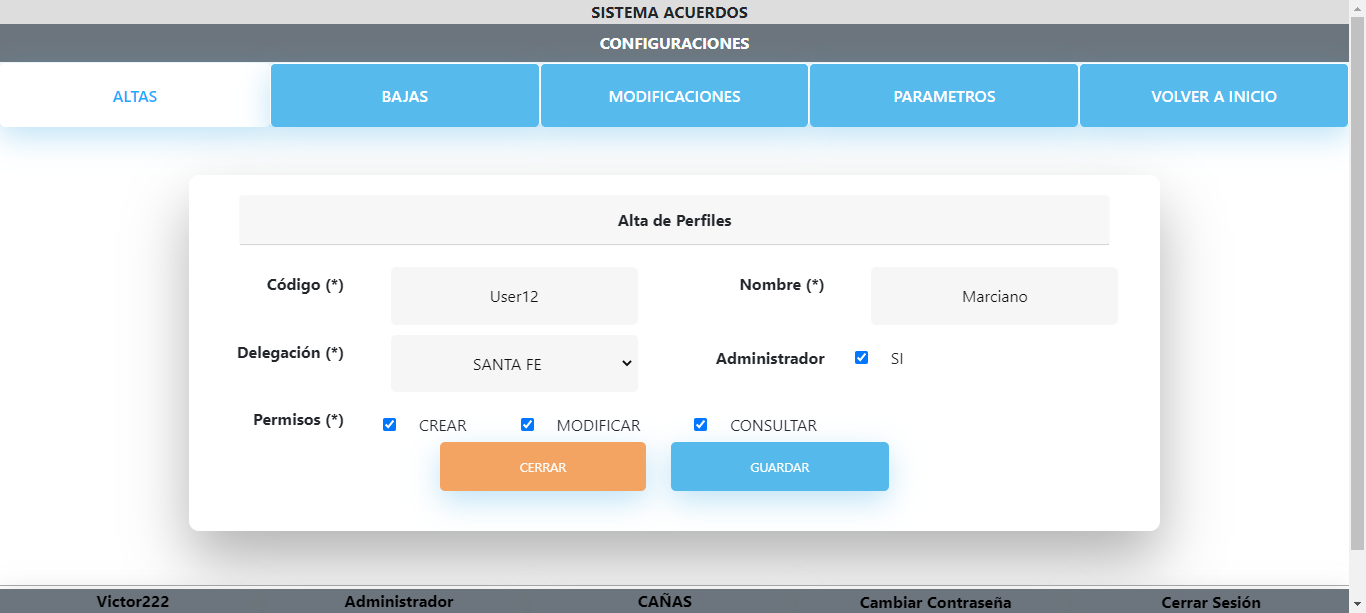 SISTEMA ACUERDOS
CONFIGURACIONES
ALTAS BAJAS MODIFICACIONES PARAMETROS VOLVER A INICIO
Alta de Perfiles
Código (*) User12 Nombre (*) Marciano
Delegación (*) SANTA FE Administrador SI
Permisos (*) CREAR MODIFICAR CONSULTAR
CERRAR GUARDAR
Victor222 Administrador CAÑAS Cambiar Contraseña Cerrar Sesión